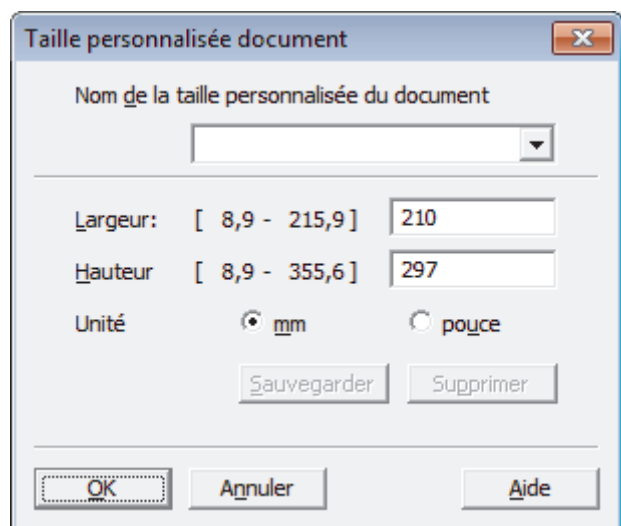 Taille personnalisée document
Nom de la taille personnalisée du document
Largeur: [ 8,9 - 215,9 ] 210
Hauteur [ 8,9 - 355,6 ] 297
Unité mm pouce
Sauvegarder Supprimer
OK Annuler Aide